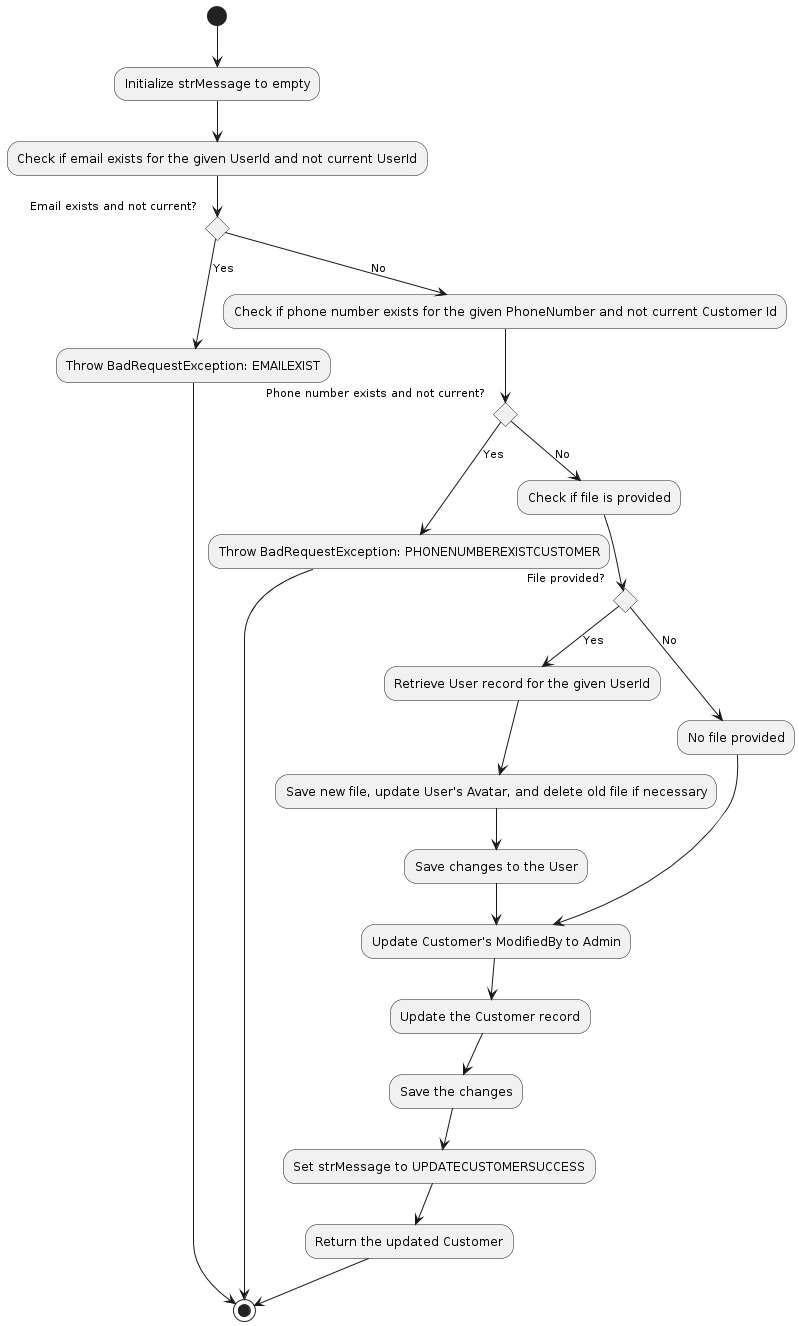 Initialize strMessage to empty
Check if email exists for the given UserId and not current UserId
Email exists and not current?
Yes
No
Check if phone number exists for the given PhoneNumber and not current Customer Id
Throw BadRequestException: EMAILEXIST
Phone number exists and not current?
Yes
No
Check if file is provided
Throw BadRequestException: PHONENUMBEREXISTCUSTOMER
File provided?
Yes
No
Retrieve User record for the given UserId
No file provided
Save new file, update User's Avatar, and delete old file if necessary
Save changes to the User
Update Customer's ModifiedBy to Admin
Update the Customer record
Save the changes
Set strMessage to UPDATECUSTOMERSUCCESS
Return the updated Customer